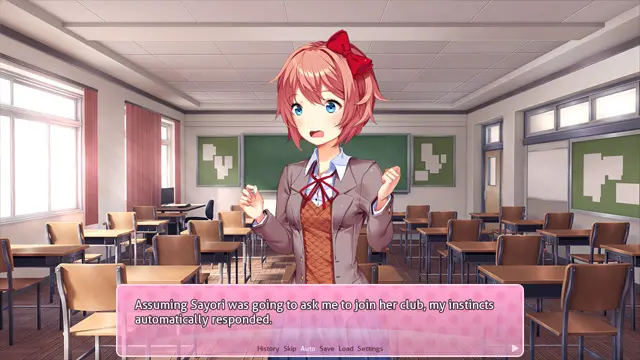 Assuming Sayori was going to ask me to join her club, my instincts
automatically responded.
History Skip Auto Save Load Settings